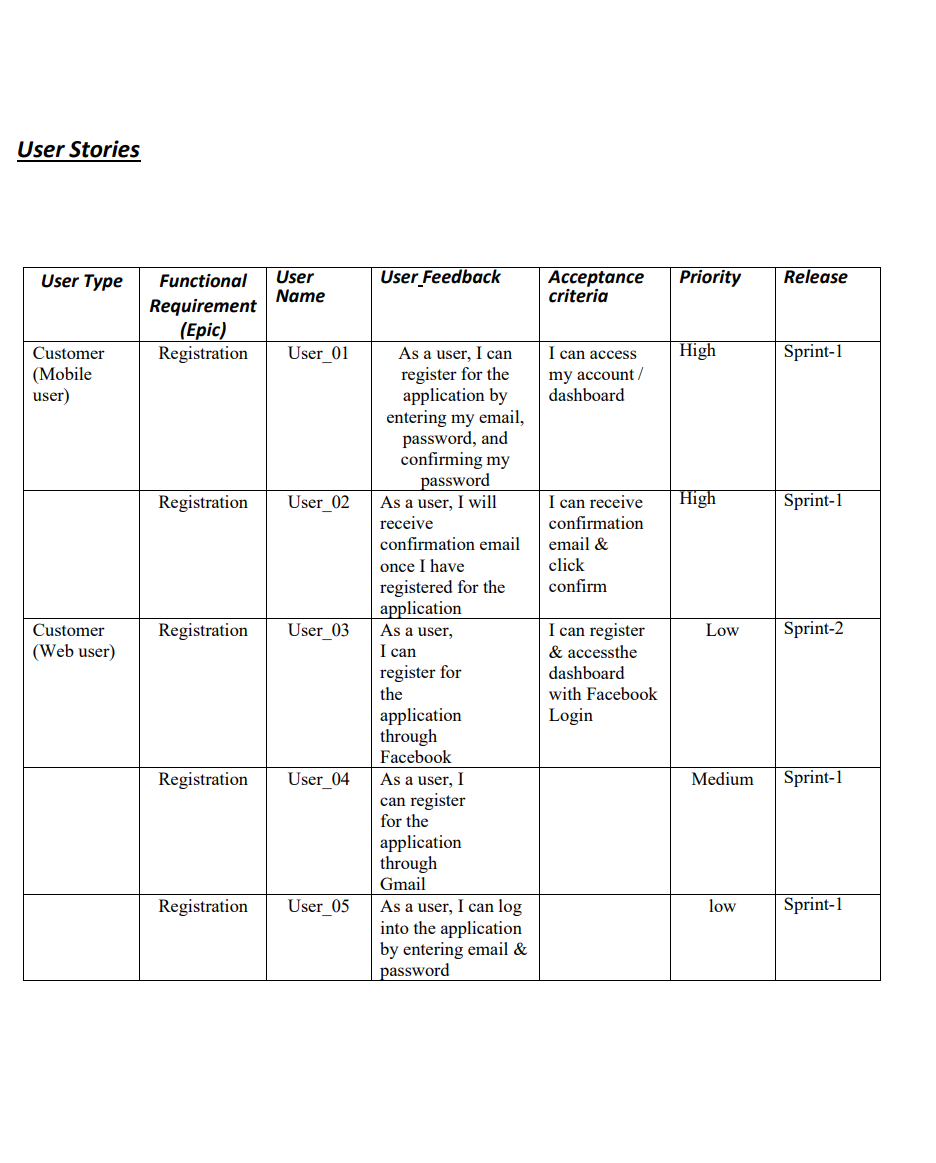 User Stories
User Type
Functional
Requirement
(Epic)
User
Name
User_Feedback
Acceptance
criteria
Priority
Release
Customer
(Mobile
user)
Registration
User_01
As a user, I can
register for the
application by
entering my email,
password, and
confirming my
password
I can access
my account /
dashboard
High
Sprint-1
Registration
User_02
As a user, I will
receive
confirmation email
once I have
registered for the
application
I can receive
confirmation
email &
click
confirm
High
Sprint-1
Customer
(Web user)
Registration
User_03
As a user,
I can
register for
the
application
through
Facebook
I can register
& accessthe
dashboard
with Facebook
Login
Low
Sprint-2
Registration
User_04
As a user, I
can register
for the
application
through
Gmail
Medium
Sprint-1
Registration
User_05
As a user, I can log
into the application
by entering email &
password
low
Sprint-1